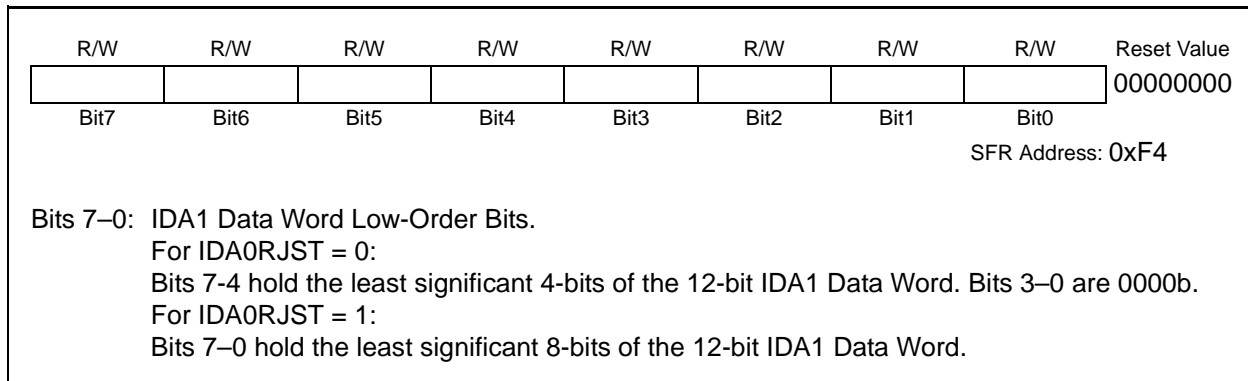 R/W R/W R/W R/W R/W R/W R/W R/W Reset Value
00000000
Bit7 Bit6 Bit5 Bit4 Bit3 Bit2 Bit1 Bit0
SFR Address: 0xF4
Bits 7–0: IDA1 Data Word Low-Order Bits.
For IDA0RJST = 0:
Bits 7-4 hold the least significant 4-bits of the 12-bit IDA1 Data Word. Bits 3–0 are 0000b.
For IDA0RJST = 1:
Bits 7–0 hold the least significant 8-bits of the 12-bit IDA1 Data Word.